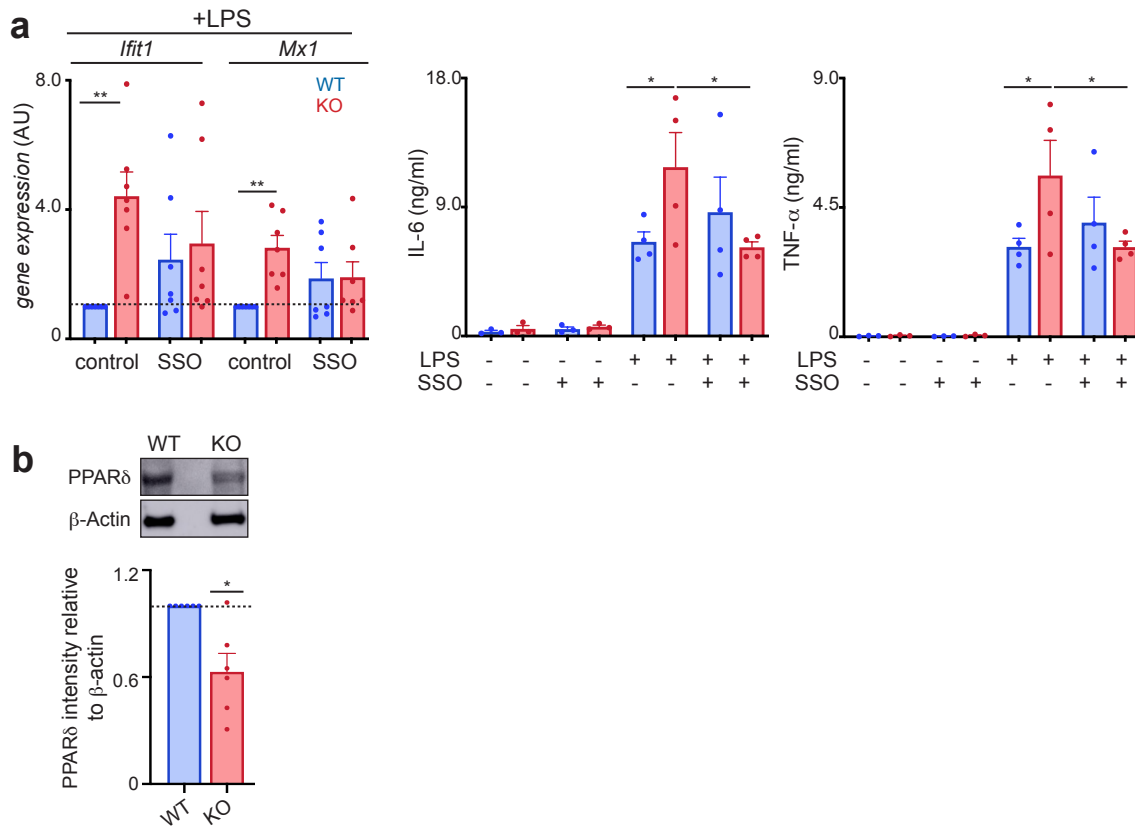 a
+LPS
Ifit1 Mx1
WT
KO
gene expression (AU)
8.0
4.0
0
** **
control SSO control SSO
IL-6 (ng/ml)
18.0
9.0
0
* *
LPS - - - - + + + +
SSO - - + + - - + +
TNF-α (ng/ml)
9.0
4.5
0
* *
LPS - - - - + + + +
SSO - - + + - - + +
b
WT KO
PPARδ
β-Actin
PPARδ intensity relative
to β-actin
1.2
0.6
0
*
WT KO